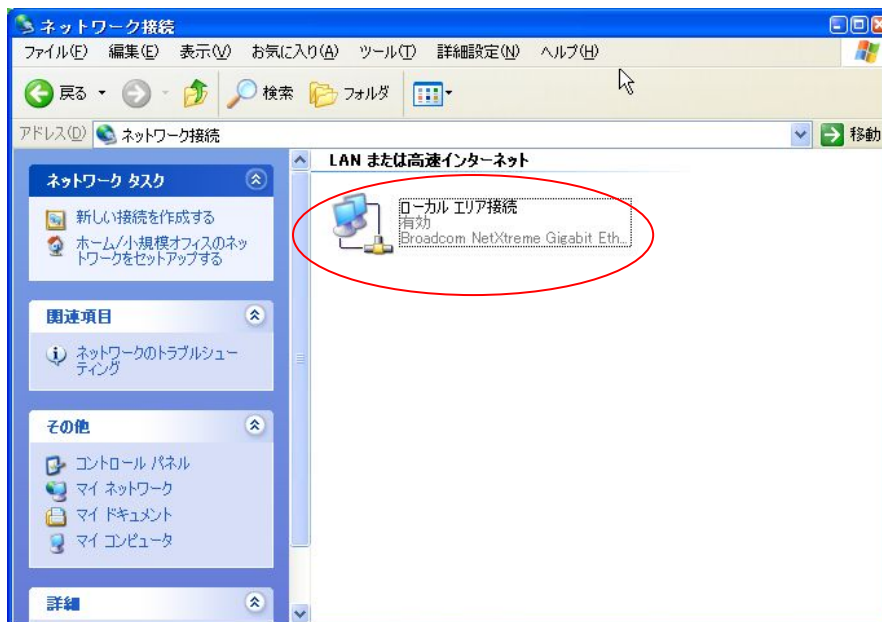 ネットワーク接続
ファイル(F) 編集(E) 表示(V) お気に入り(A) ツール(T) 詳細設定(N) ヘルプ(H)
戻る 検索 フォルダ
アドレス(D) ネットワーク接続 移動
ネットワーク タスク
新しい接続を作成する
ホーム/小規模オフィスのネッ
トワークをセットアップする
関連項目
ネットワークのトラブルシュー
ティング
その他
コントロール パネル
マイ ネットワーク
マイ ドキュメント
マイ コンピュータ
詳細
LAN または高速インターネット
ローカル エリア接続
有効
Broadcom NetXtreme Gigabit Eth...